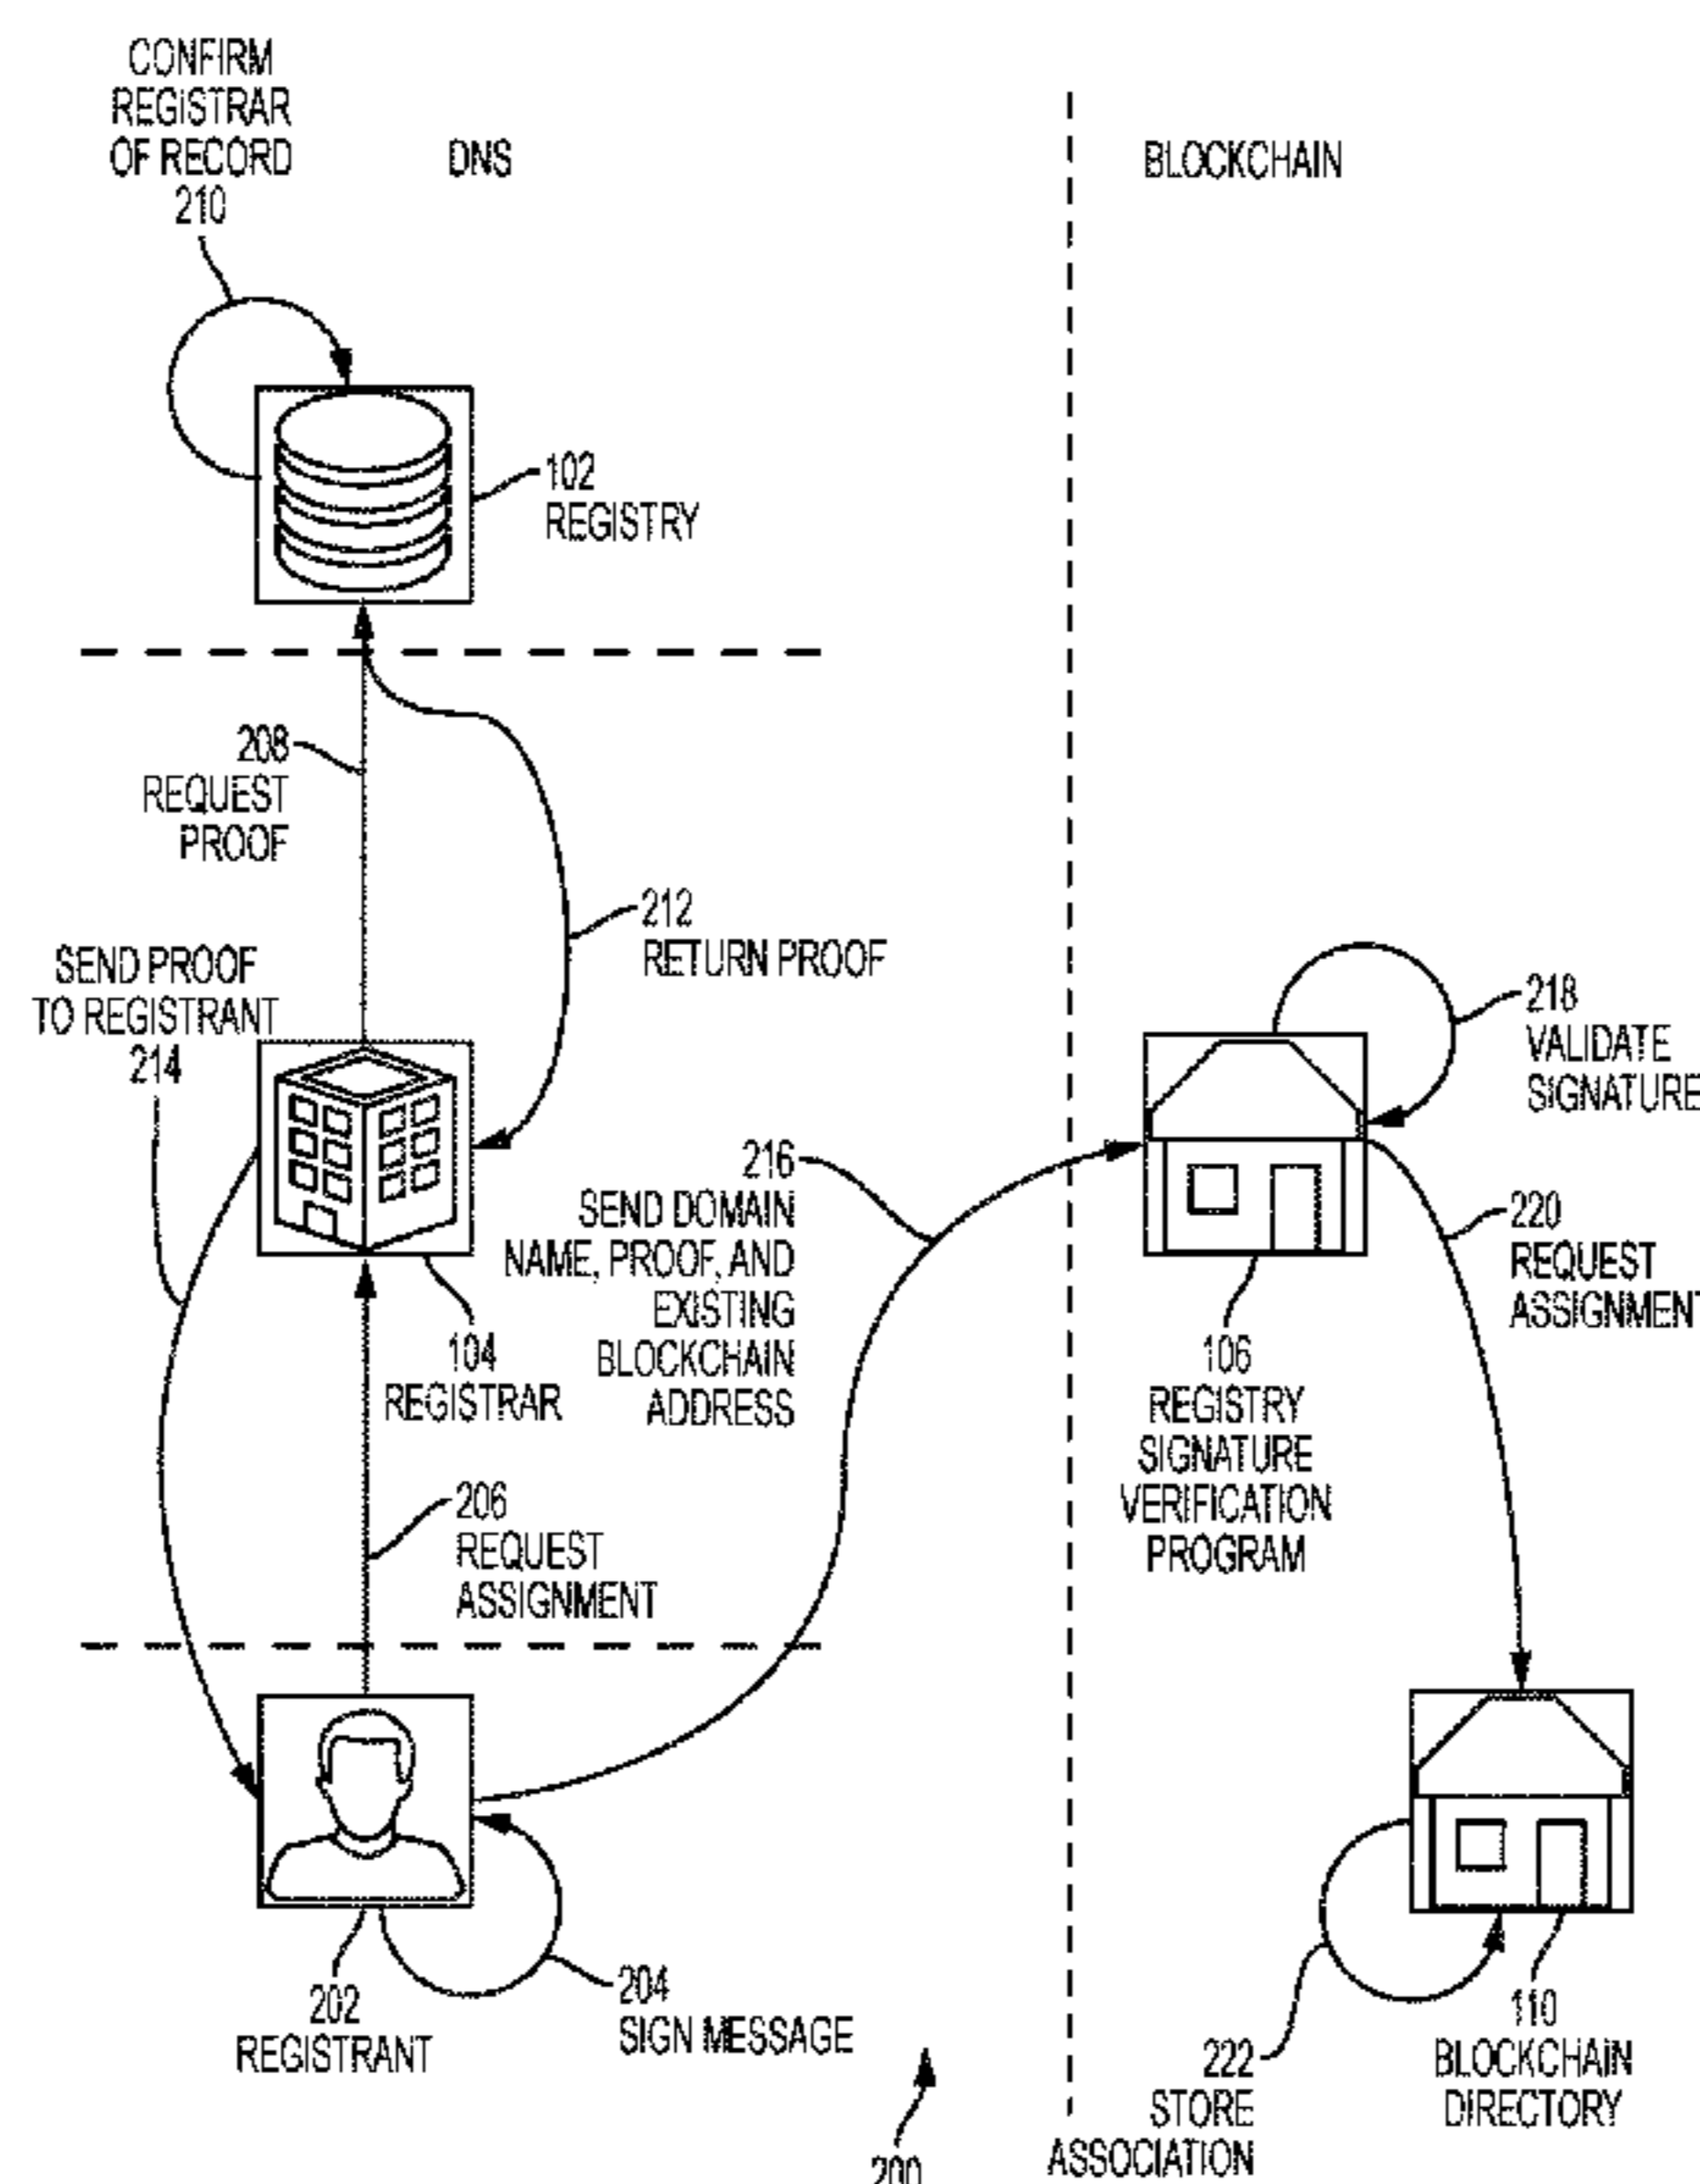 CONFIRM
REGISTRAR
OF RECORD
210
DNS
BLOCKCHAIN
102
REGISTRY
208
REQUEST
PROOF
212
RETURN PROOF
SEND PROOF
TO REGISTRANT
214
218
VALIDATE
SIGNATURE
216
SEND DOMAIN
NAME, PROOF, AND
EXISTING
BLOCKCHAIN
ADDRESS
220
REQUEST
ASSIGNMENT
104
REGISTRAR
106
REGISTRY
SIGNATURE
VERIFICATION
PROGRAM
206
REQUEST
ASSIGNMENT
202
REGISTRANT
204
SIGN MESSAGE
110
BLOCKCHAIN
DIRECTORY
222
STORE
ASSOCIATION
200